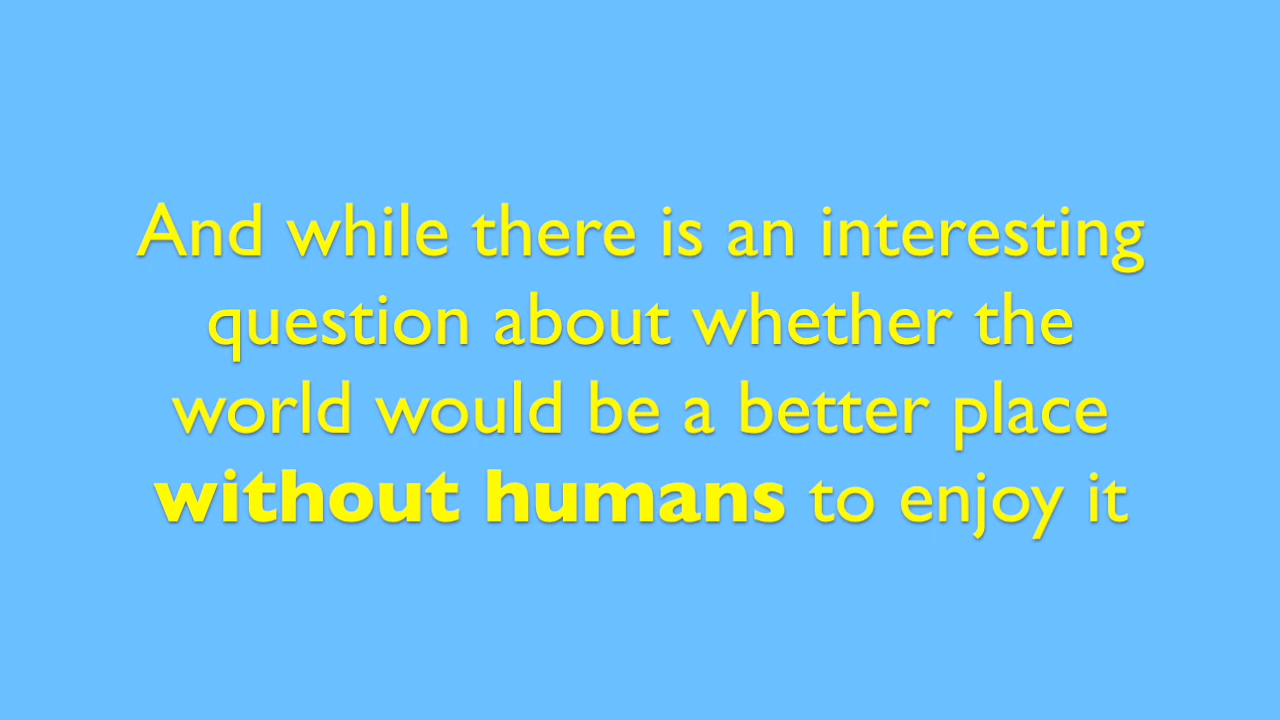 And while there is an interesting
question about whether the
world would be a better place
without humans to enjoy it